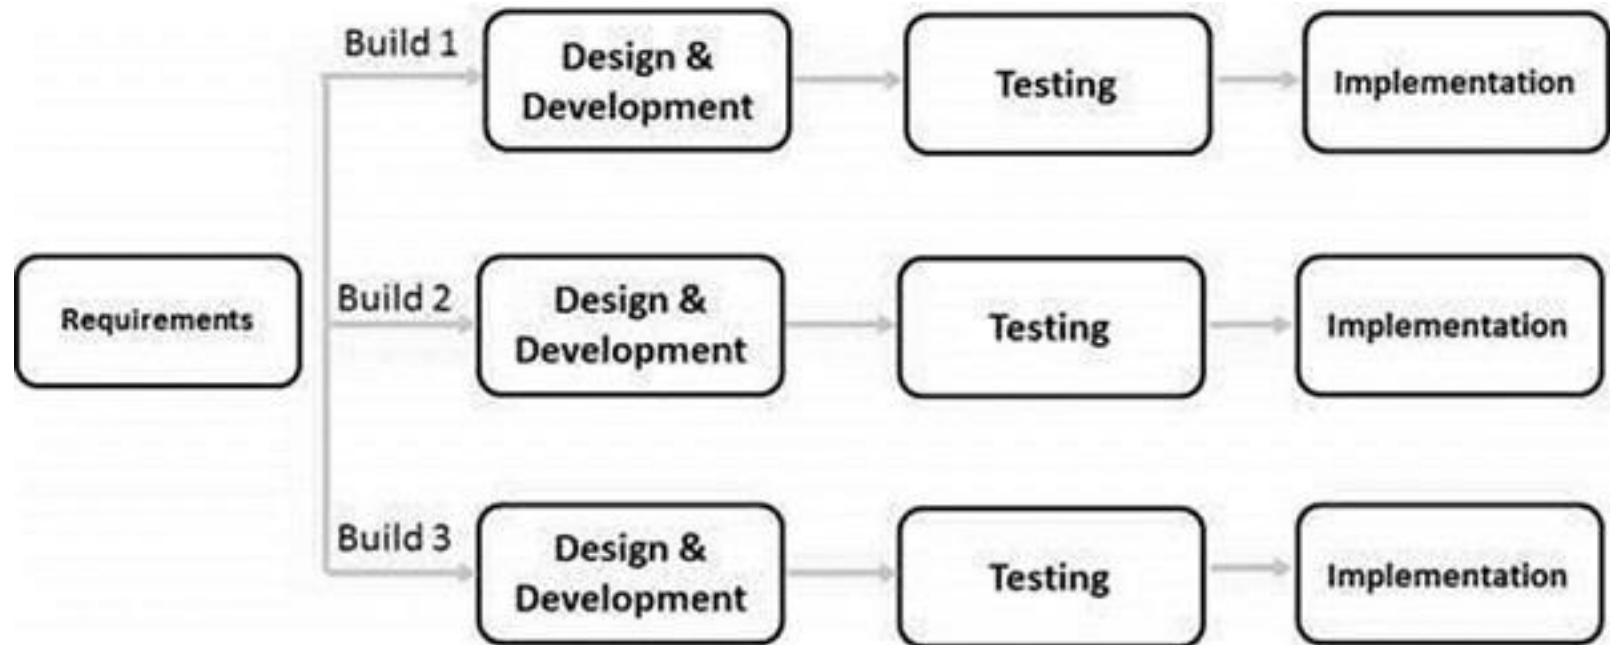 Build 1
Design &
Development
Testing
Implementation
Requirements
Build 2
Design &
Development
Testing
Implementation
Build 3
Design &
Development
Testing
Implementation